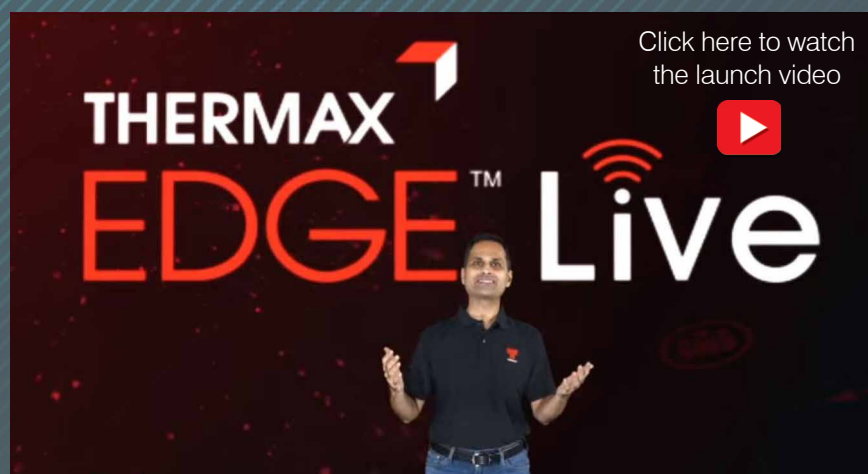 Click here to watch
the launch video
THERMAX
EDGE™ Live